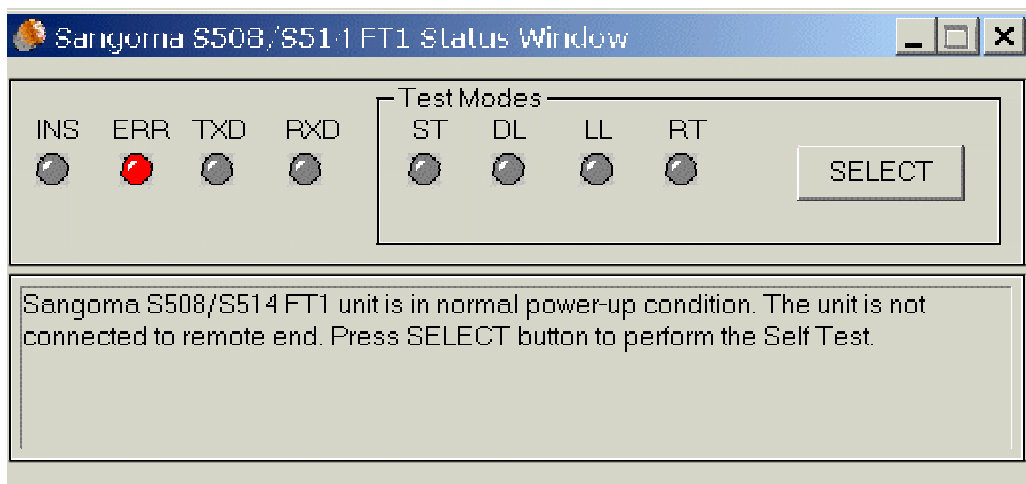 Sangoma S508/S514 FT1 Status Window
Test Modes
INS ERR TXD RXD ST DL LL RT
SELECT
Sangoma S508/S514 FT1 unit is in normal power-up condition. The unit is not
connected to remote end. Press SELECT button to perform the Self Test.